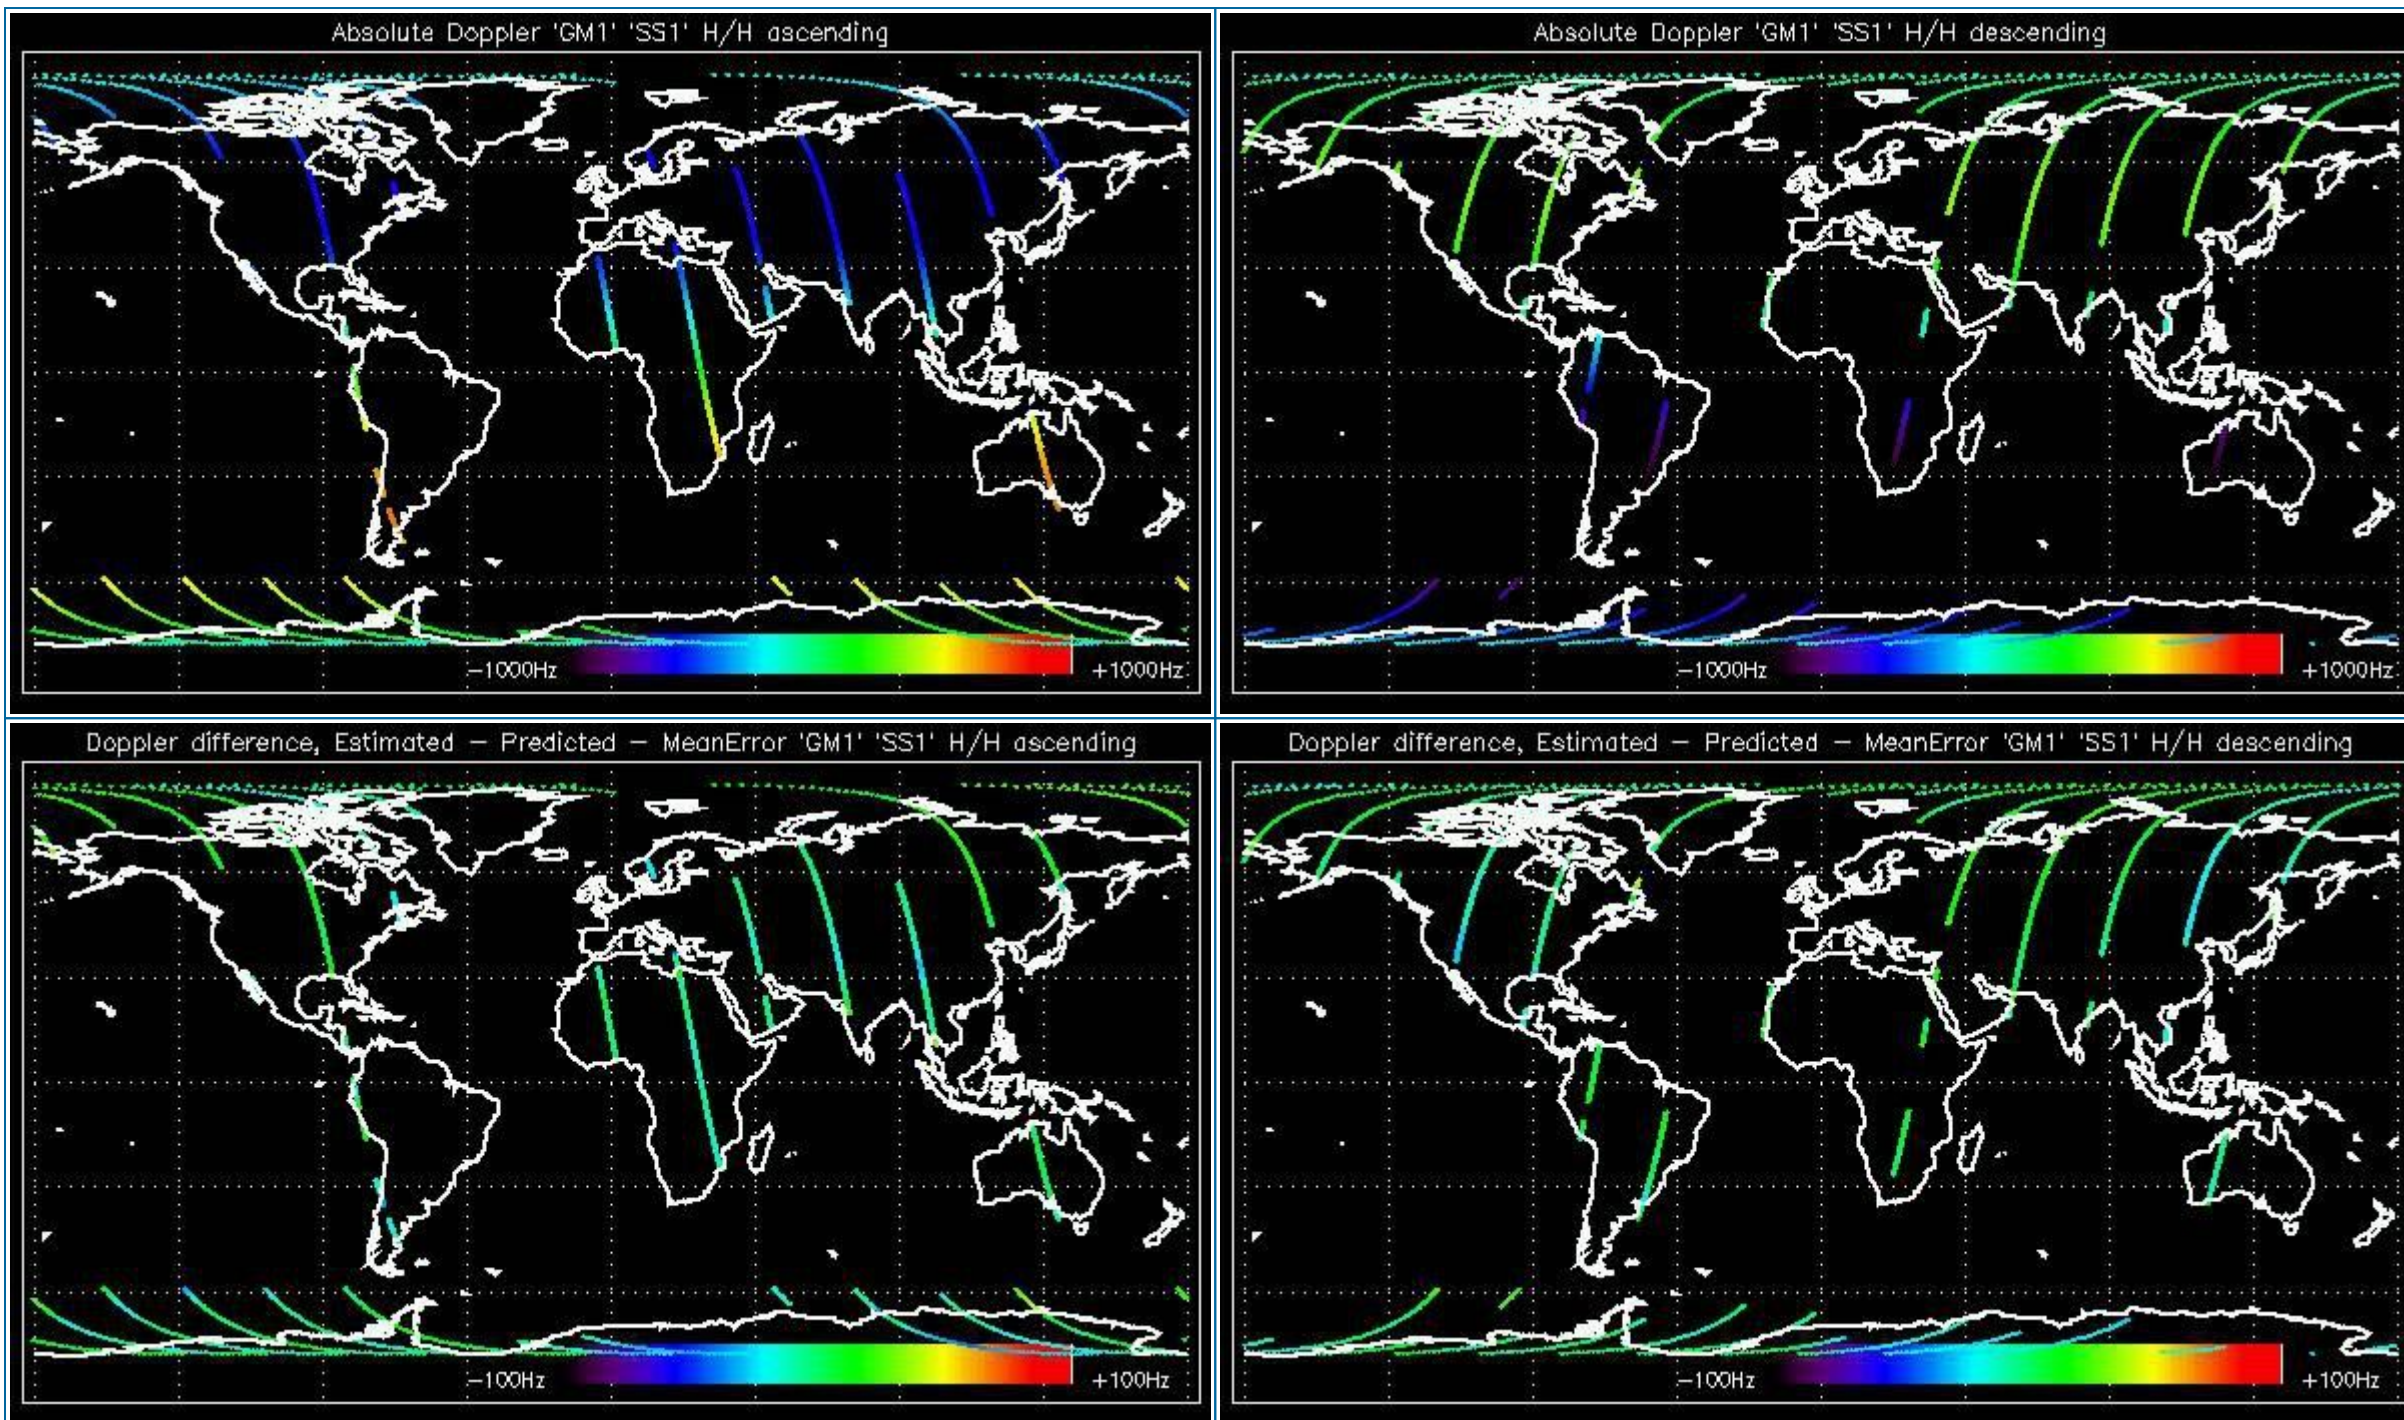 Absolute Doppler 'GM1' 'SS1' H/H ascending
−1000Hz
+1000Hz
Absolute Doppler 'GM1' 'SS1' H/H descending
−1000Hz
+1000Hz
Doppler difference, Estimated − Predicted − MeanError 'GM1' 'SS1' H/H ascending
−100Hz
+100Hz
Doppler difference, Estimated − Predicted − MeanError 'GM1' 'SS1' H/H descending
−100Hz
+100Hz